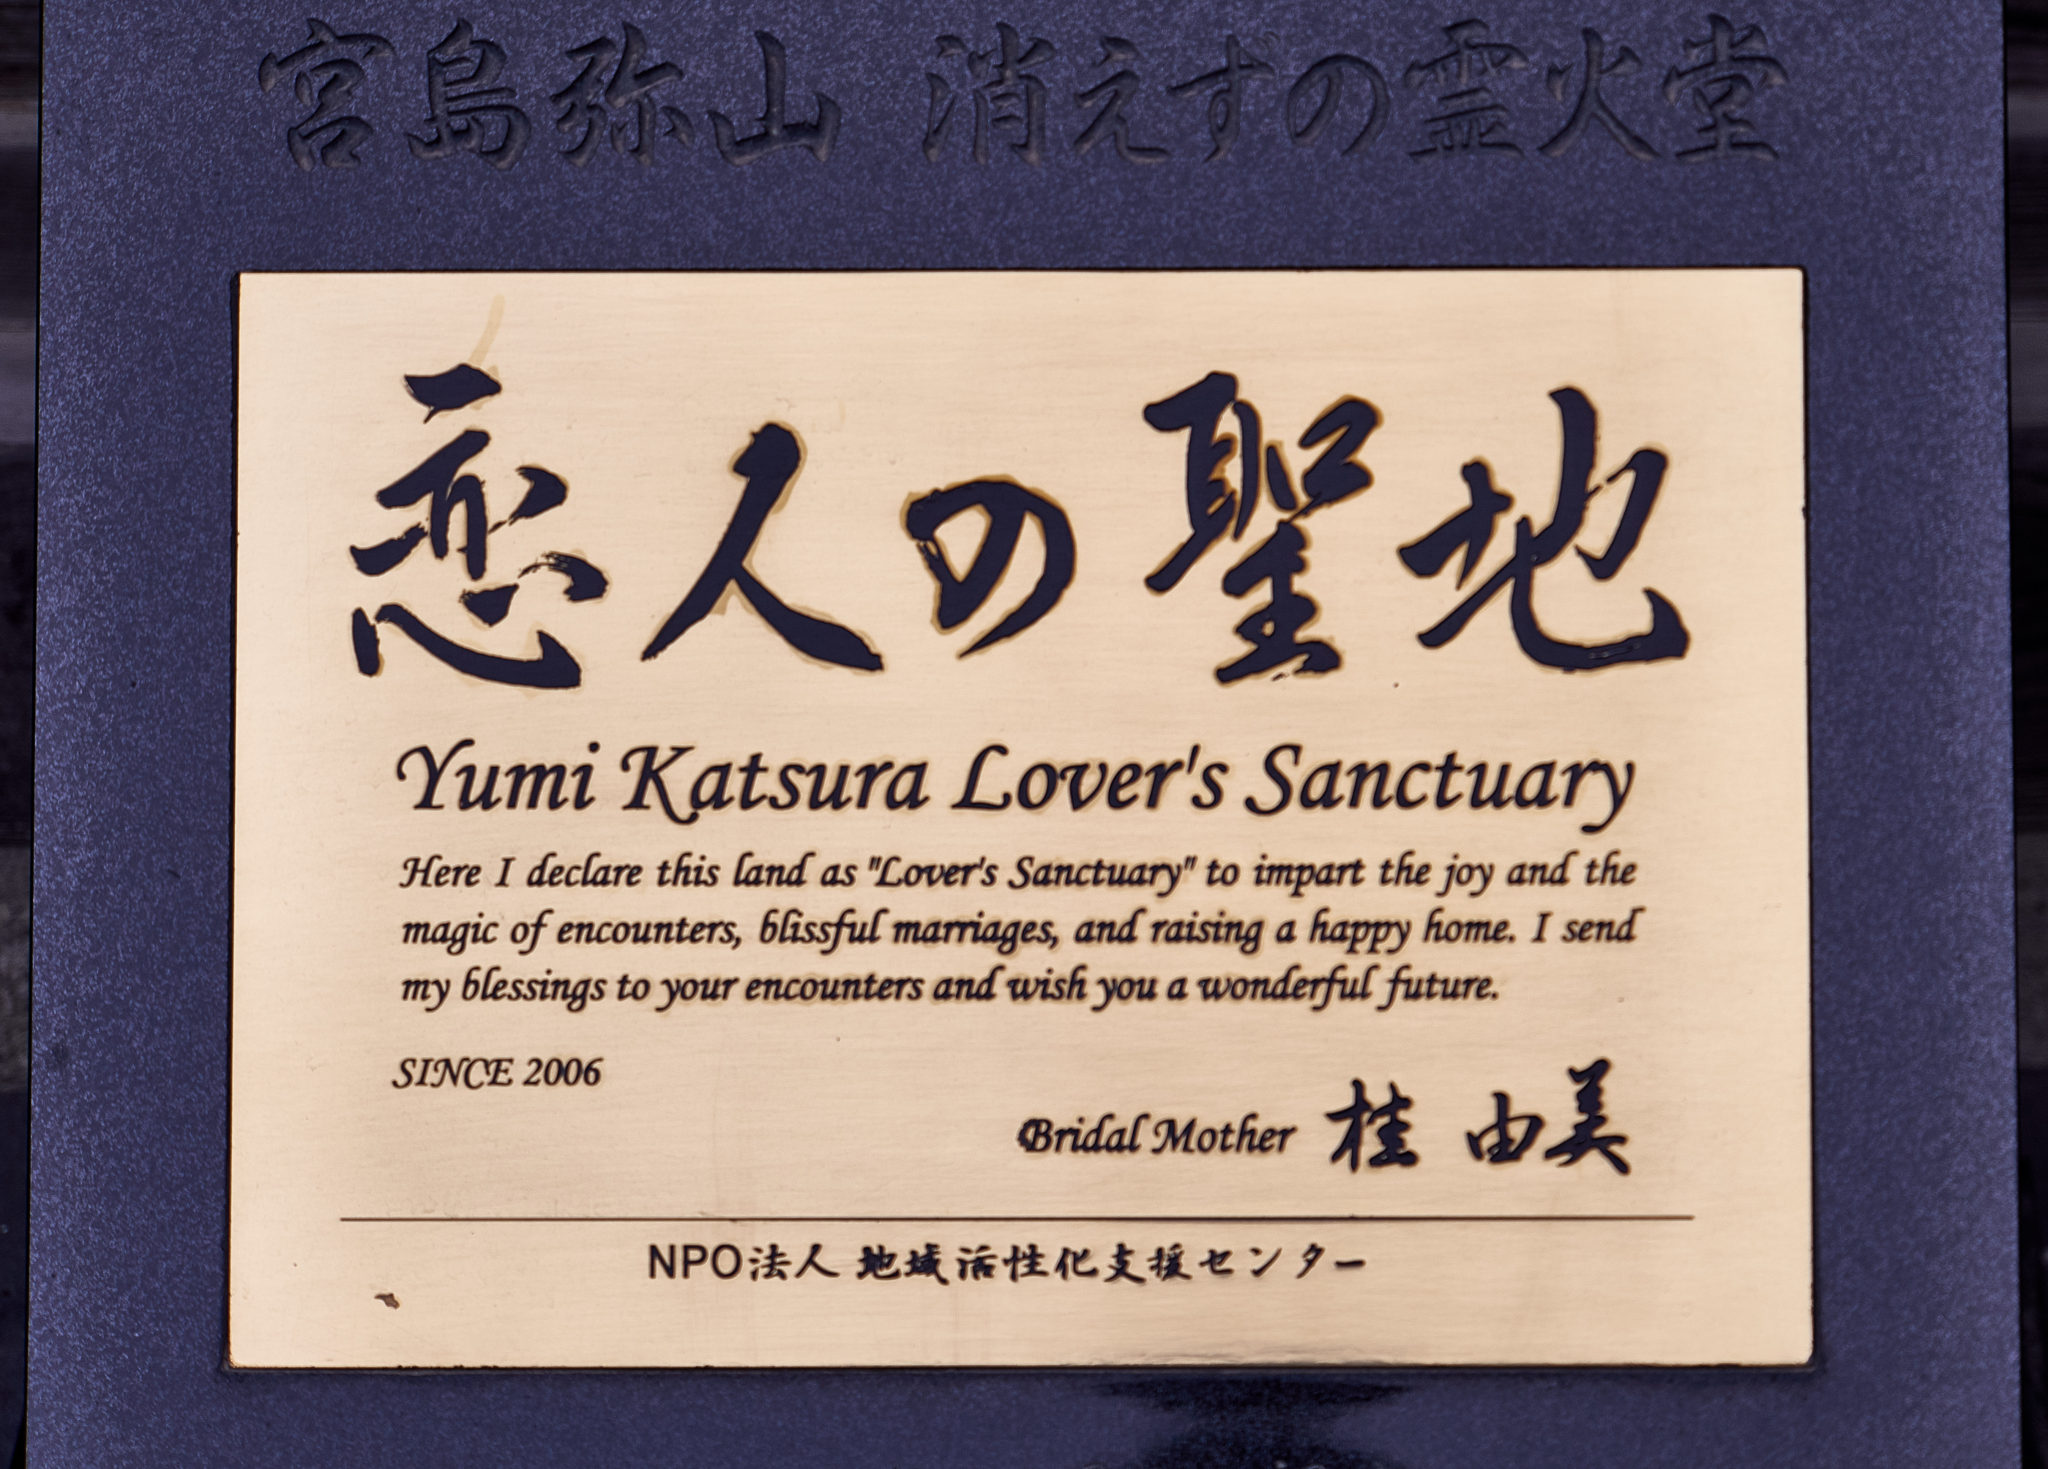 宮島弥山 消えずの霊火堂
恋人の聖地
Yumi Katsura Lover's Sanctuary
Here I declare this land as "Lover's Sanctuary" to impart the joy and the
magic of encounters, blissful marriages, and raising a happy home. I send
my blessings to your encounters and wish you a wonderful future.
SINCE 2006
Bridal Mother 桂 由美
NPO法人 地域活性化支援センター